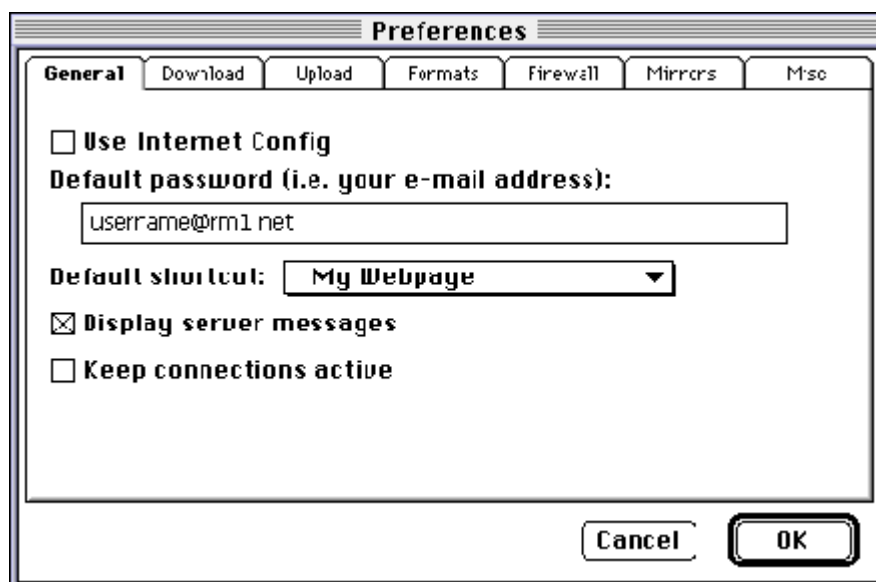 Preferences
General Download Upload Formats Firewall Mirrors Misc
Use Internet Config
Default password (i.e. your e-mail address):
username@rm1.net
Default shortcut: My Webpage
Display server messages
Keep connections active
Cancel OK